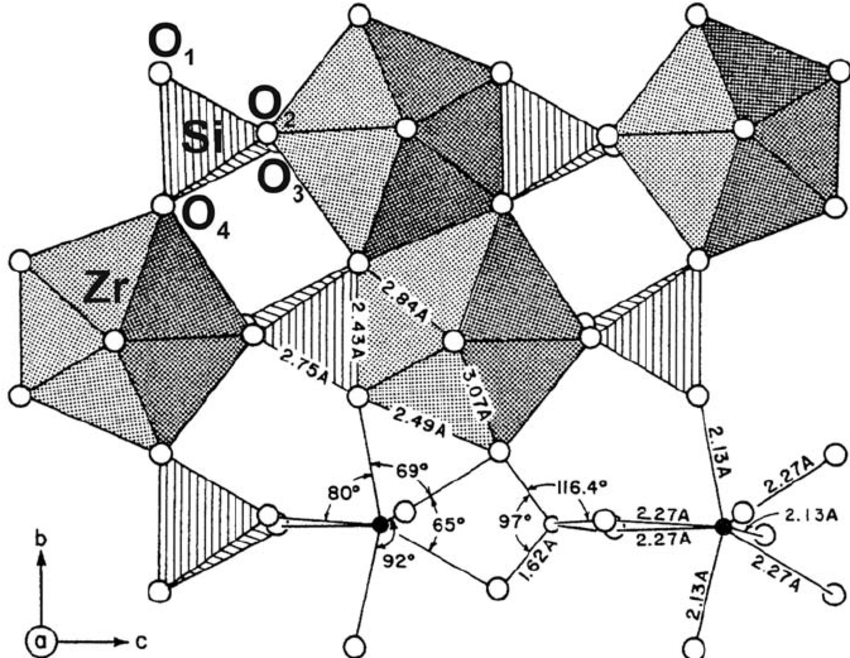 O1
Si
O2
O3
O4
Zr
2.84A
2.43A
2.75A
3.07A
2.49A
2.13A
69°
80°
116.4°
2.27A
65°
97°
2.27A
2.13A
2.27A
92°
1.62A
2.27A
2.13A
b
a
c